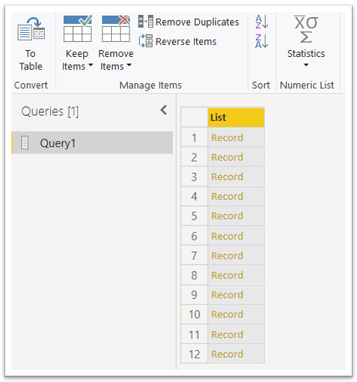 To
Table
Keep
Items
Remove
Items
Remove Duplicates
Reverse Items
A
Z
Z
A
Xσ
Σ
Statistics
Convert
Manage Items
Sort
Numeric List
Queries [1]
Query1
List
1 Record
2 Record
3 Record
4 Record
5 Record
6 Record
7 Record
8 Record
9 Record
10 Record
11 Record
12 Record